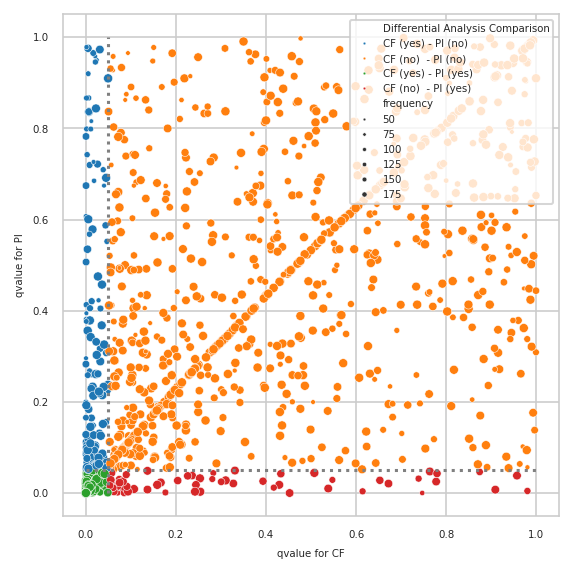 Differential Analysis Comparison
CF (yes) - PI (no)
CF (no)  - PI (no)
CF (yes) - PI (yes)
CF (no)  - PI (yes)
frequency
50
75
100
125
150
175
1.0
0.8
0.6
0.4
0.2
0.0
qvalue for PI
0.0 0.2 0.4 0.6 0.8 1.0
qvalue for CF